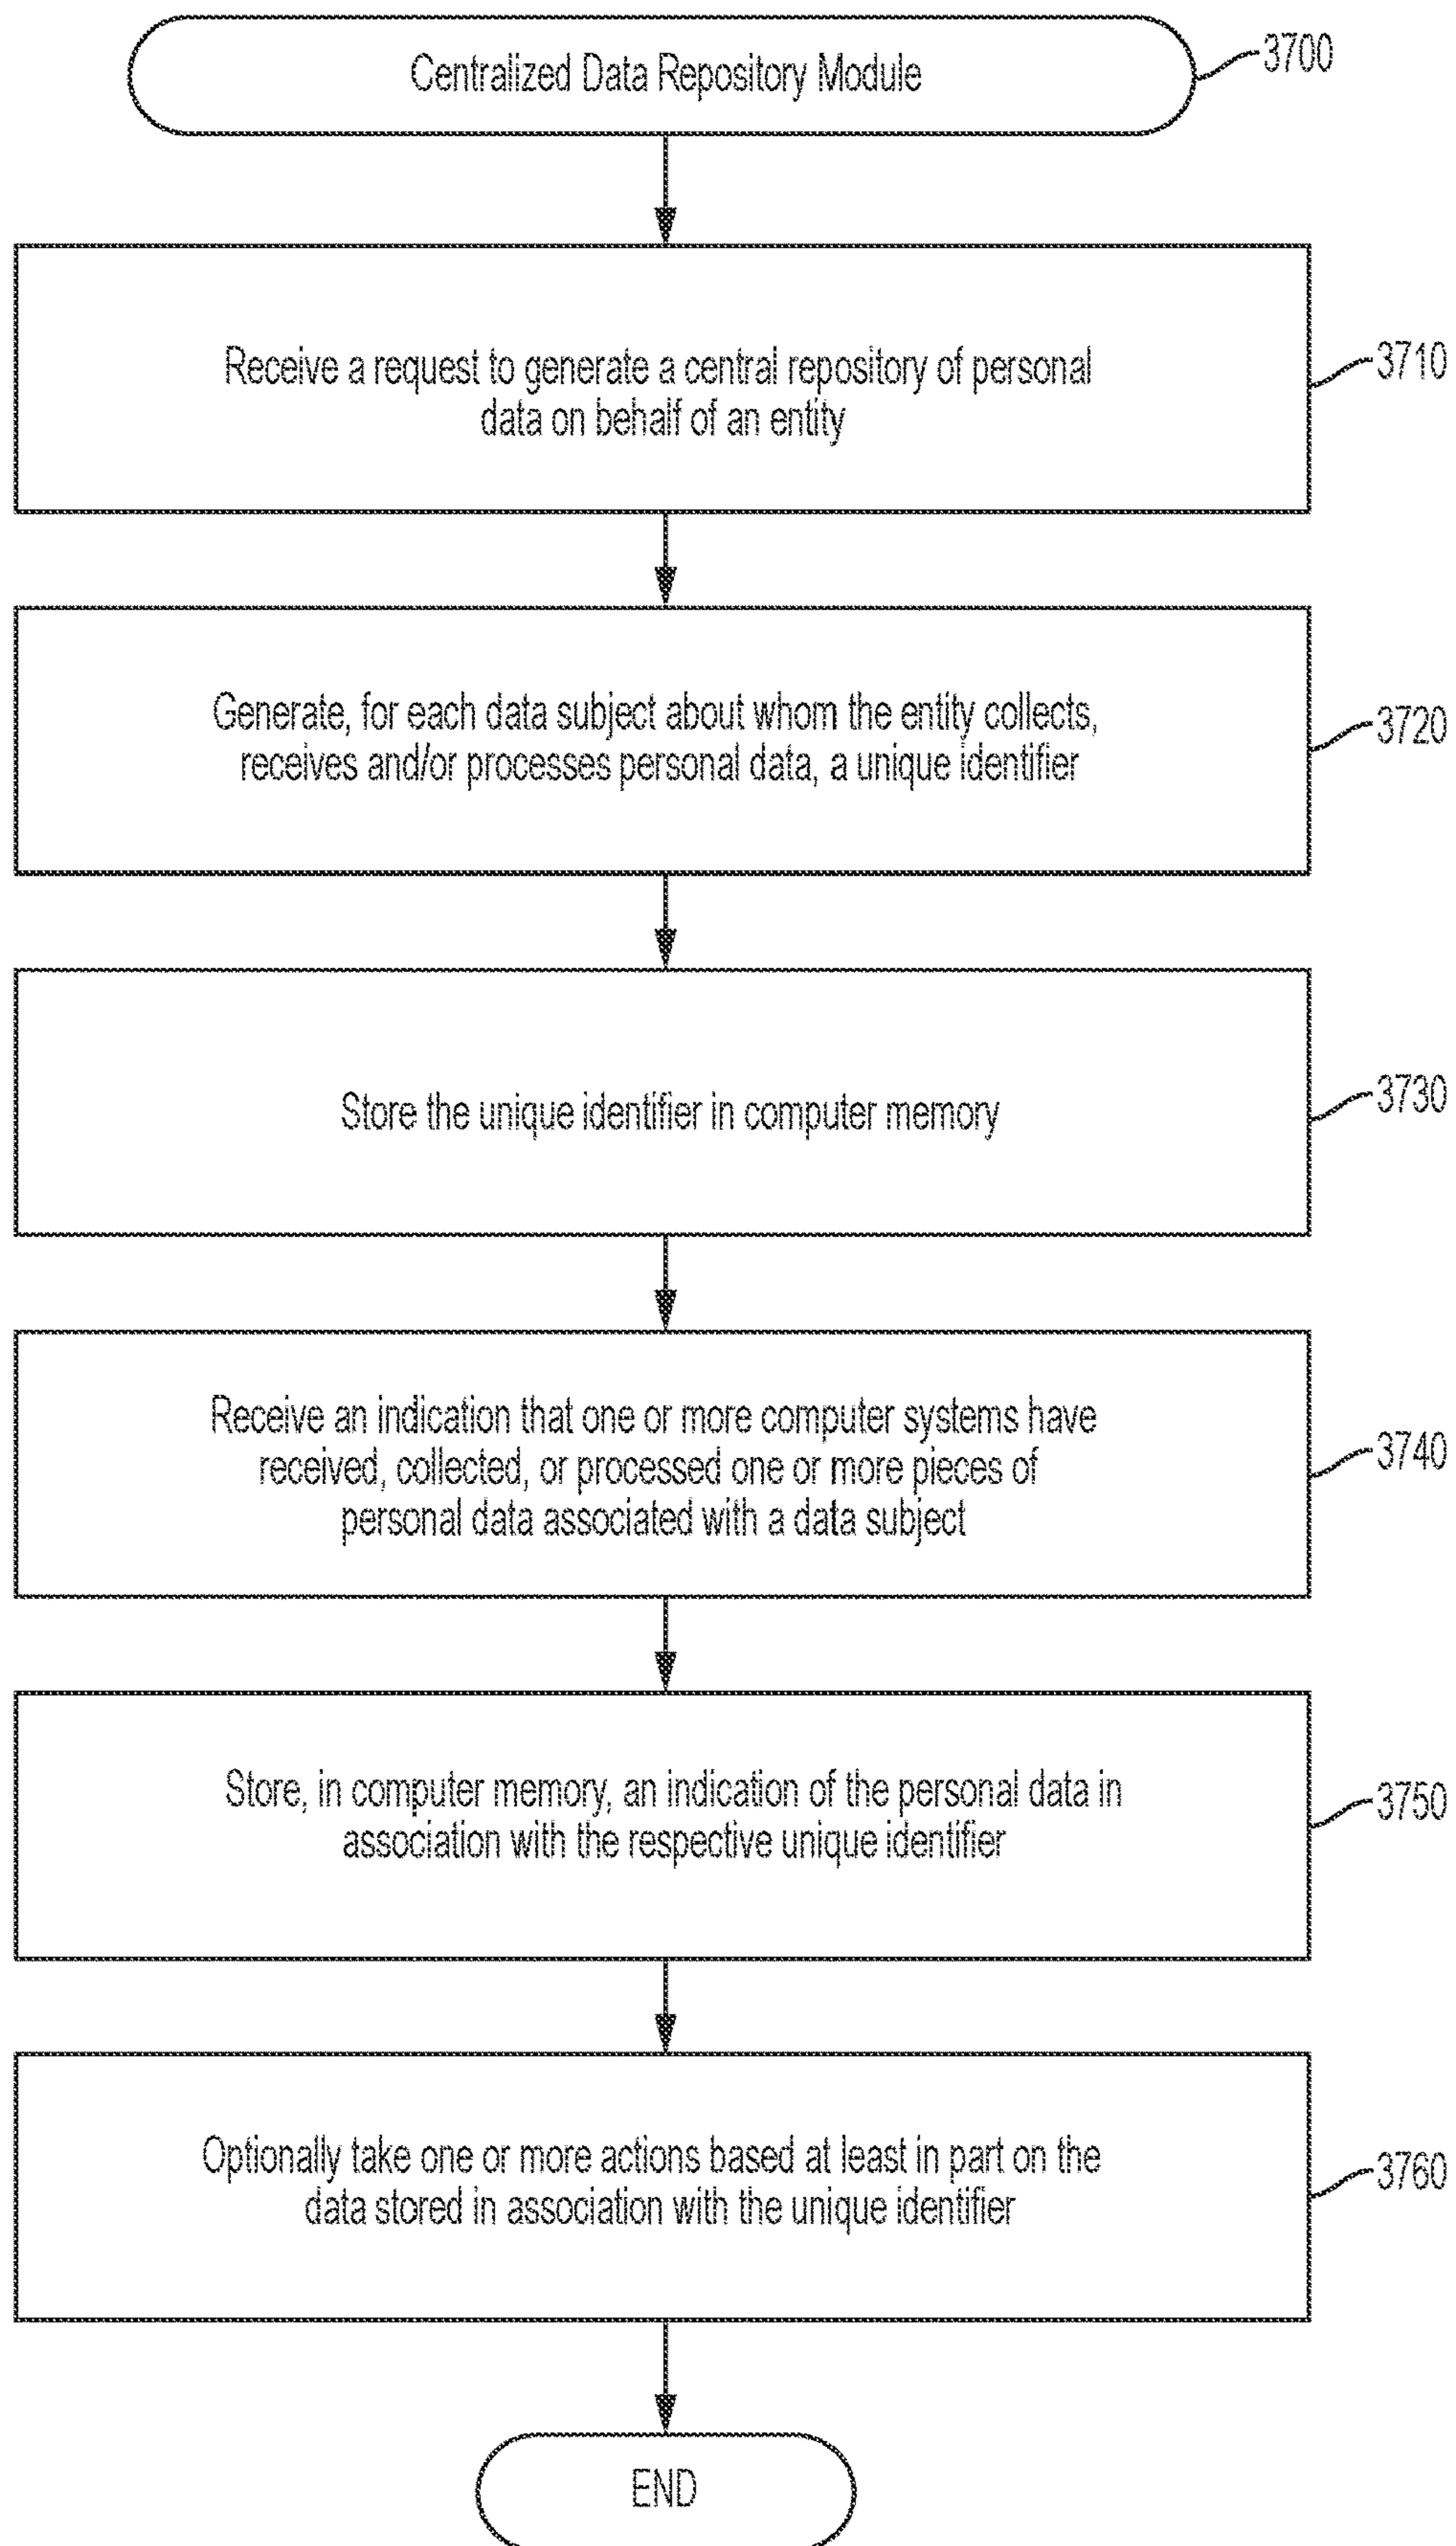 Centralized Data Repository Module
3700
Receive a request to generate a central repository of personal
data on behalf of an entity
3710
Generate, for each data subject about whom the entity collects,
receives and/or processes personal data, a unique identifier
3720
Store the unique identifier in computer memory
3730
Receive an indication that one or more computer systems have
received, collected, or processed one or more pieces of
personal data associated with a data subject
3740
Store, in computer memory, an indication of the personal data in
association with the respective unique identifier
3750
Optionally take one or more actions based at least in part on the
data stored in association with the unique identifier
3760
END